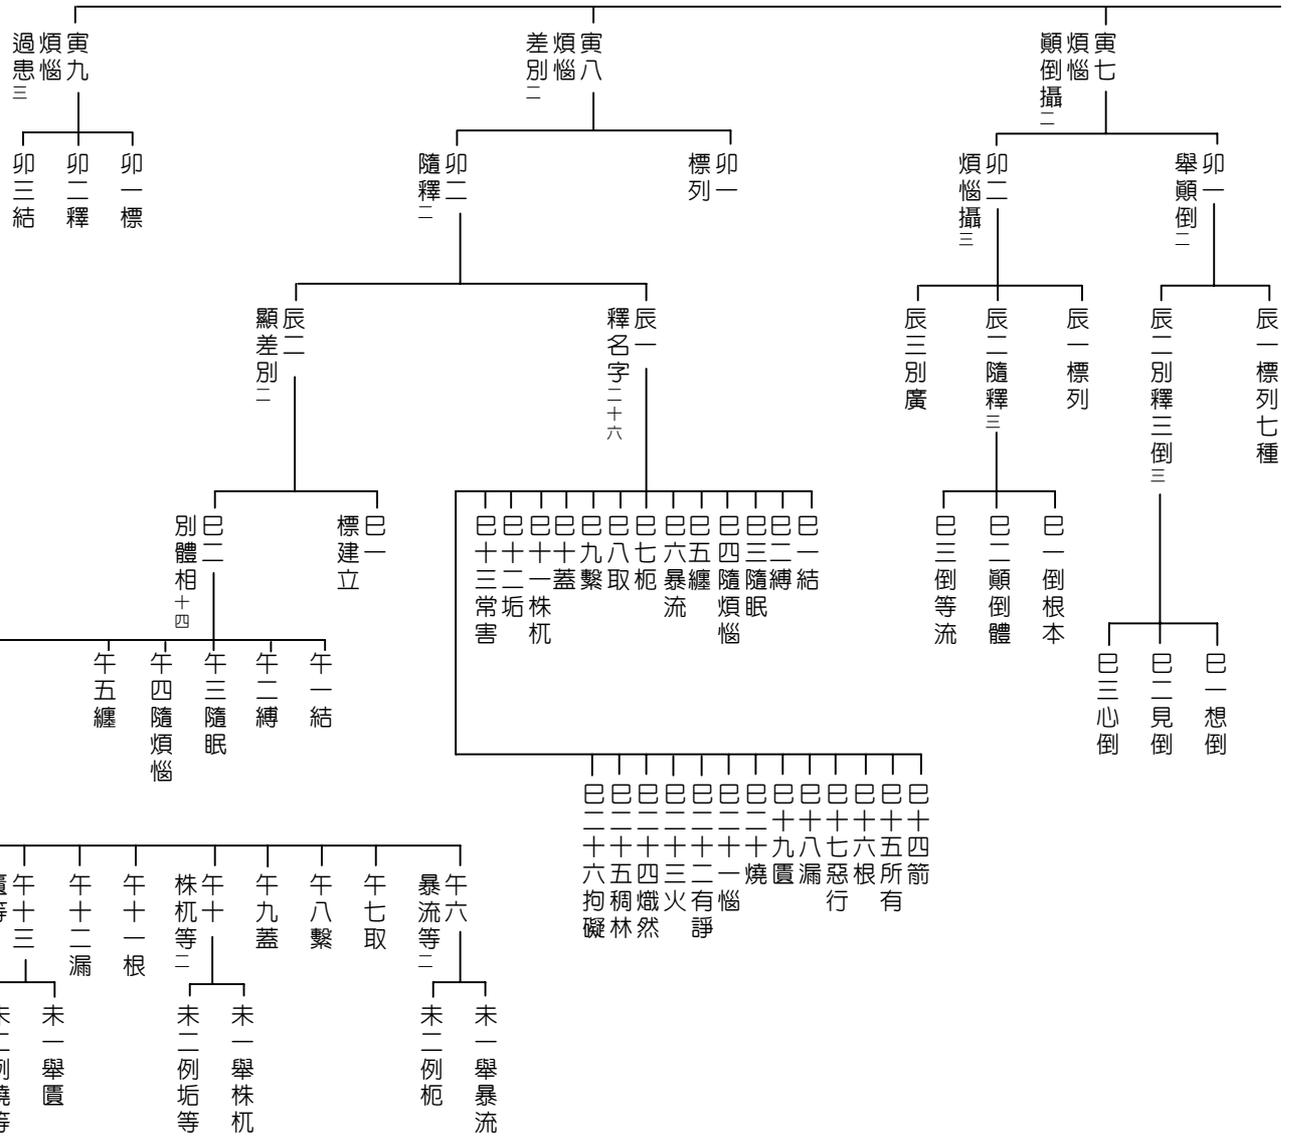 寅七
煩惱
顚倒攝二
寅八
煩惱
差別二
寅九
煩惱
過患三
卯一
舉顚倒二
卯二
煩惱攝三
卯一
標列
卯二
隨釋二
卯一標
卯二釋
卯三結
辰一標列七種
辰二別釋三倒三
辰一標列
辰二隨釋三
辰三別廣
辰一
釋名字二十六
辰二
顯差別二
巳一想倒
巳二見倒
巳三心倒
巳一倒根本
巳二顚倒體
巳三倒等流
巳一結
巳二縛
巳三隨眠
巳四隨煩惱
巳五纏
巳六暴流
巳七枙
巳八取
巳九繫
巳十蓋
巳十一株杌
巳十二垢
巳十三常害
巳十四箭
巳十五所有
巳十六根
巳十七惡行
巳十八漏
巳十九匱
巳二十燒
巳二十一惱
巳二十二有諍
巳二十三火
巳二十四熾然
巳二十五稠林
巳二十六拘礙
巳一
標建立
巳二
別體相十四
午一結
午二縛
午三隨眠
午四隨煩惱
午五纏
午六
暴流等二
午七取
午八繫
午九蓋
午十
株杌等二
午十一根
午十二漏
午十三
匱等
未一舉暴流
未二例枙
未一舉株杌
未二例垢等
未一舉匱
未二例燒等